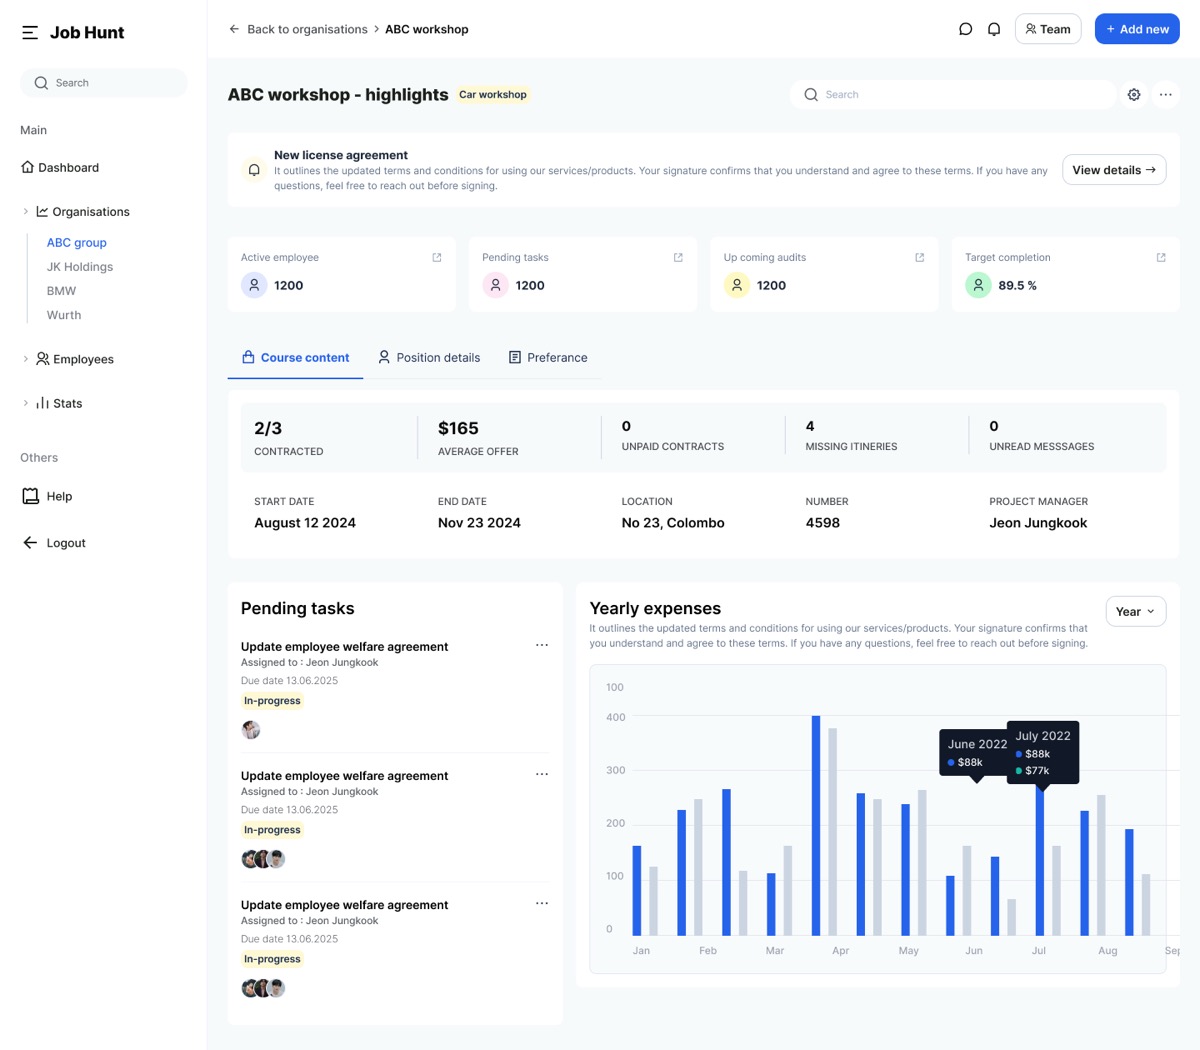 Job Hunt
Search
Main
Dashboard
Organisations
ABC group
JK Holdings
BMW
Wurth
Employees
Stats
Others
Help
Logout
Back to organisations > ABC workshop
Team
+ Add new
ABC workshop - highlights
Car workshop
Search
New license agreement
It outlines the updated terms and conditions for using our services/products. Your signature confirms that you understand and agree to these terms. If you have any
questions, feel free to reach out before signing.
View details →
Active employee
1200
Pending tasks
1200
Up coming audits
1200
Target completion
89.5 %
Course content
Position details
Preferance
2/3
CONTRACTED
$165
AVERAGE OFFER
0
UNPAID CONTRACTS
4
MISSING ITINERIES
0
UNREAD MESSSAGES
START DATE
August 12 2024
END DATE
Nov 23 2024
LOCATION
No 23, Colombo
NUMBER
4598
PROJECT MANAGER
Jeon Jungkook
Pending tasks
Update employee welfare agreement
Assigned to : Jeon Jungkook
Due date 13.06.2025
In-progress
Update employee welfare agreement
Assigned to : Jeon Jungkook
Due date 13.06.2025
In-progress
Update employee welfare agreement
Assigned to : Jeon Jungkook
Due date 13.06.2025
In-progress
Yearly expenses
It outlines the updated terms and conditions for using our services/products. Your signature confirms that
you understand and agree to these terms. If you have any questions, feel free to reach out before signing.
Year
100
400
300
200
100
0
June 2022
$88k
July 2022
$88k
$77k
Jan Feb Mar Apr May Jun Jul Aug Sep